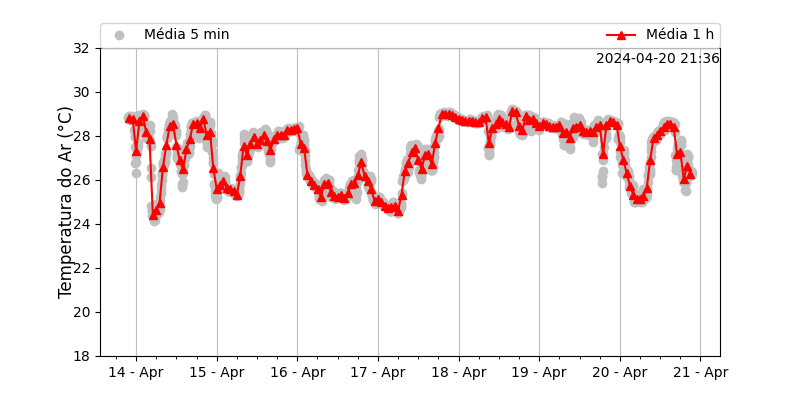 Média 5 min
Média 1 h
2024-04-20 21:36
Temperatura do Ar (°C)
32
30
28
26
24
22
20
18
14 - Apr
15 - Apr
16 - Apr
17 - Apr
18 - Apr
19 - Apr
20 - Apr
21 - Apr